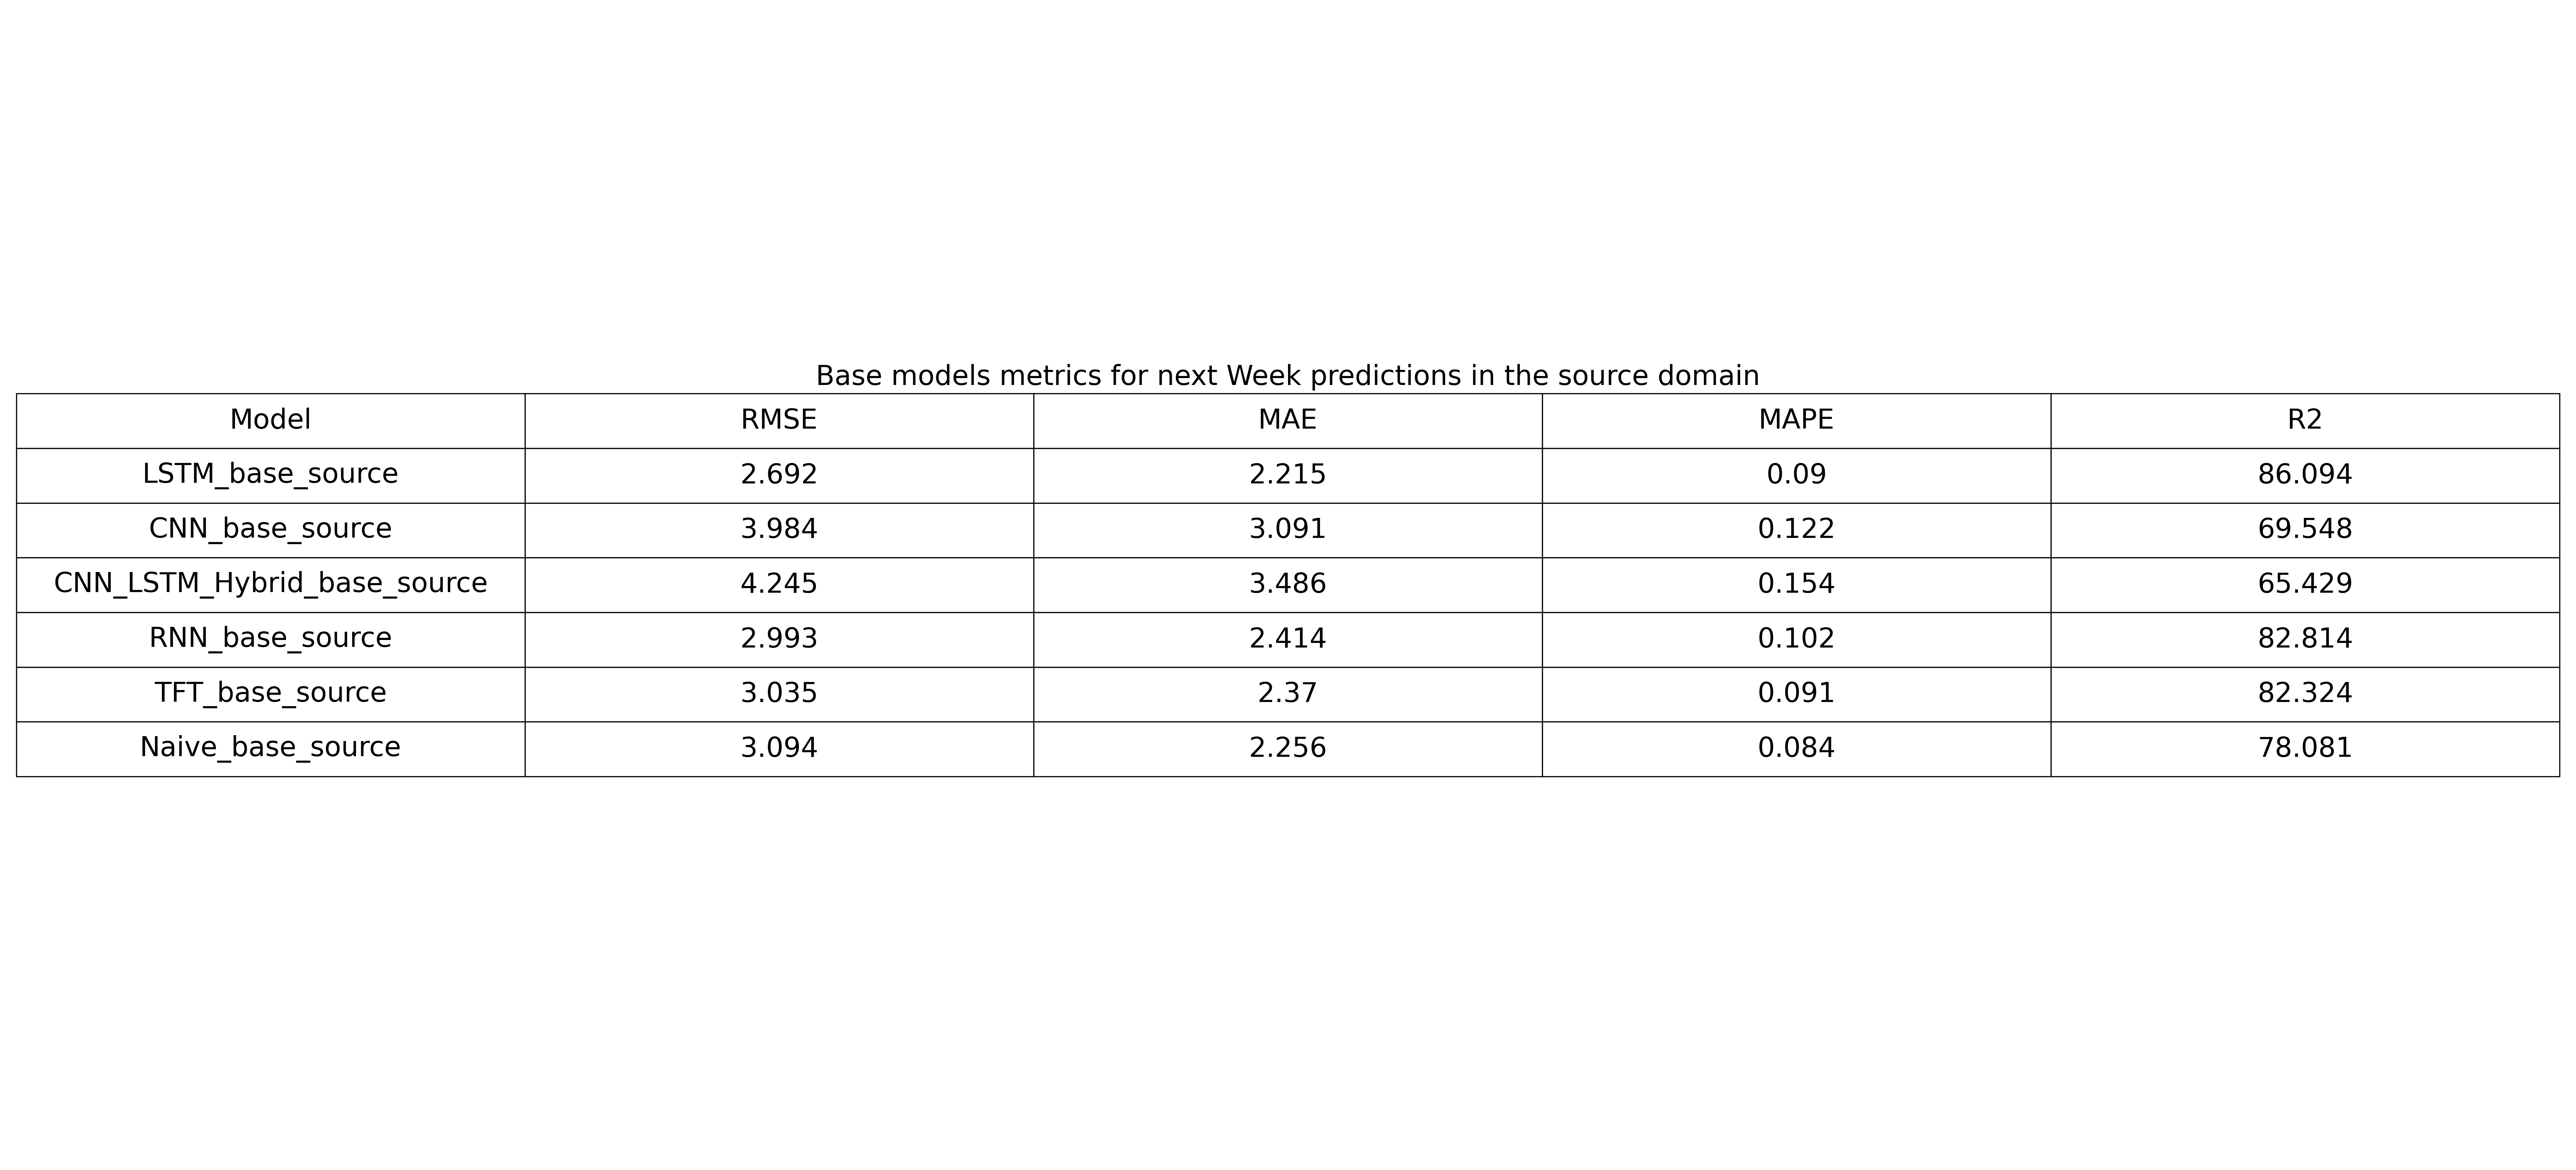 Base models metrics for next Week predictions in the source domain
Model RMSE MAE MAPE R2
LSTM_base_source 2.692 2.215 0.09 86.094
CNN_base_source 3.984 3.091 0.122 69.548
CNN_LSTM_Hybrid_base_source 4.245 3.486 0.154 65.429
RNN_base_source 2.993 2.414 0.102 82.814
TFT_base_source 3.035 2.37 0.091 82.324
Naive_base_source 3.094 2.256 0.084 78.081